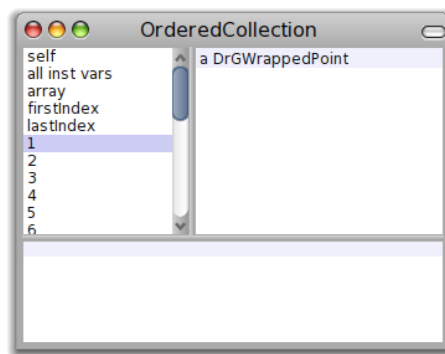 OrderedCollection
self
all inst vars
array
firstIndex
lastIndex
1
2
3
4
5
6
a DrGWrappedPoint